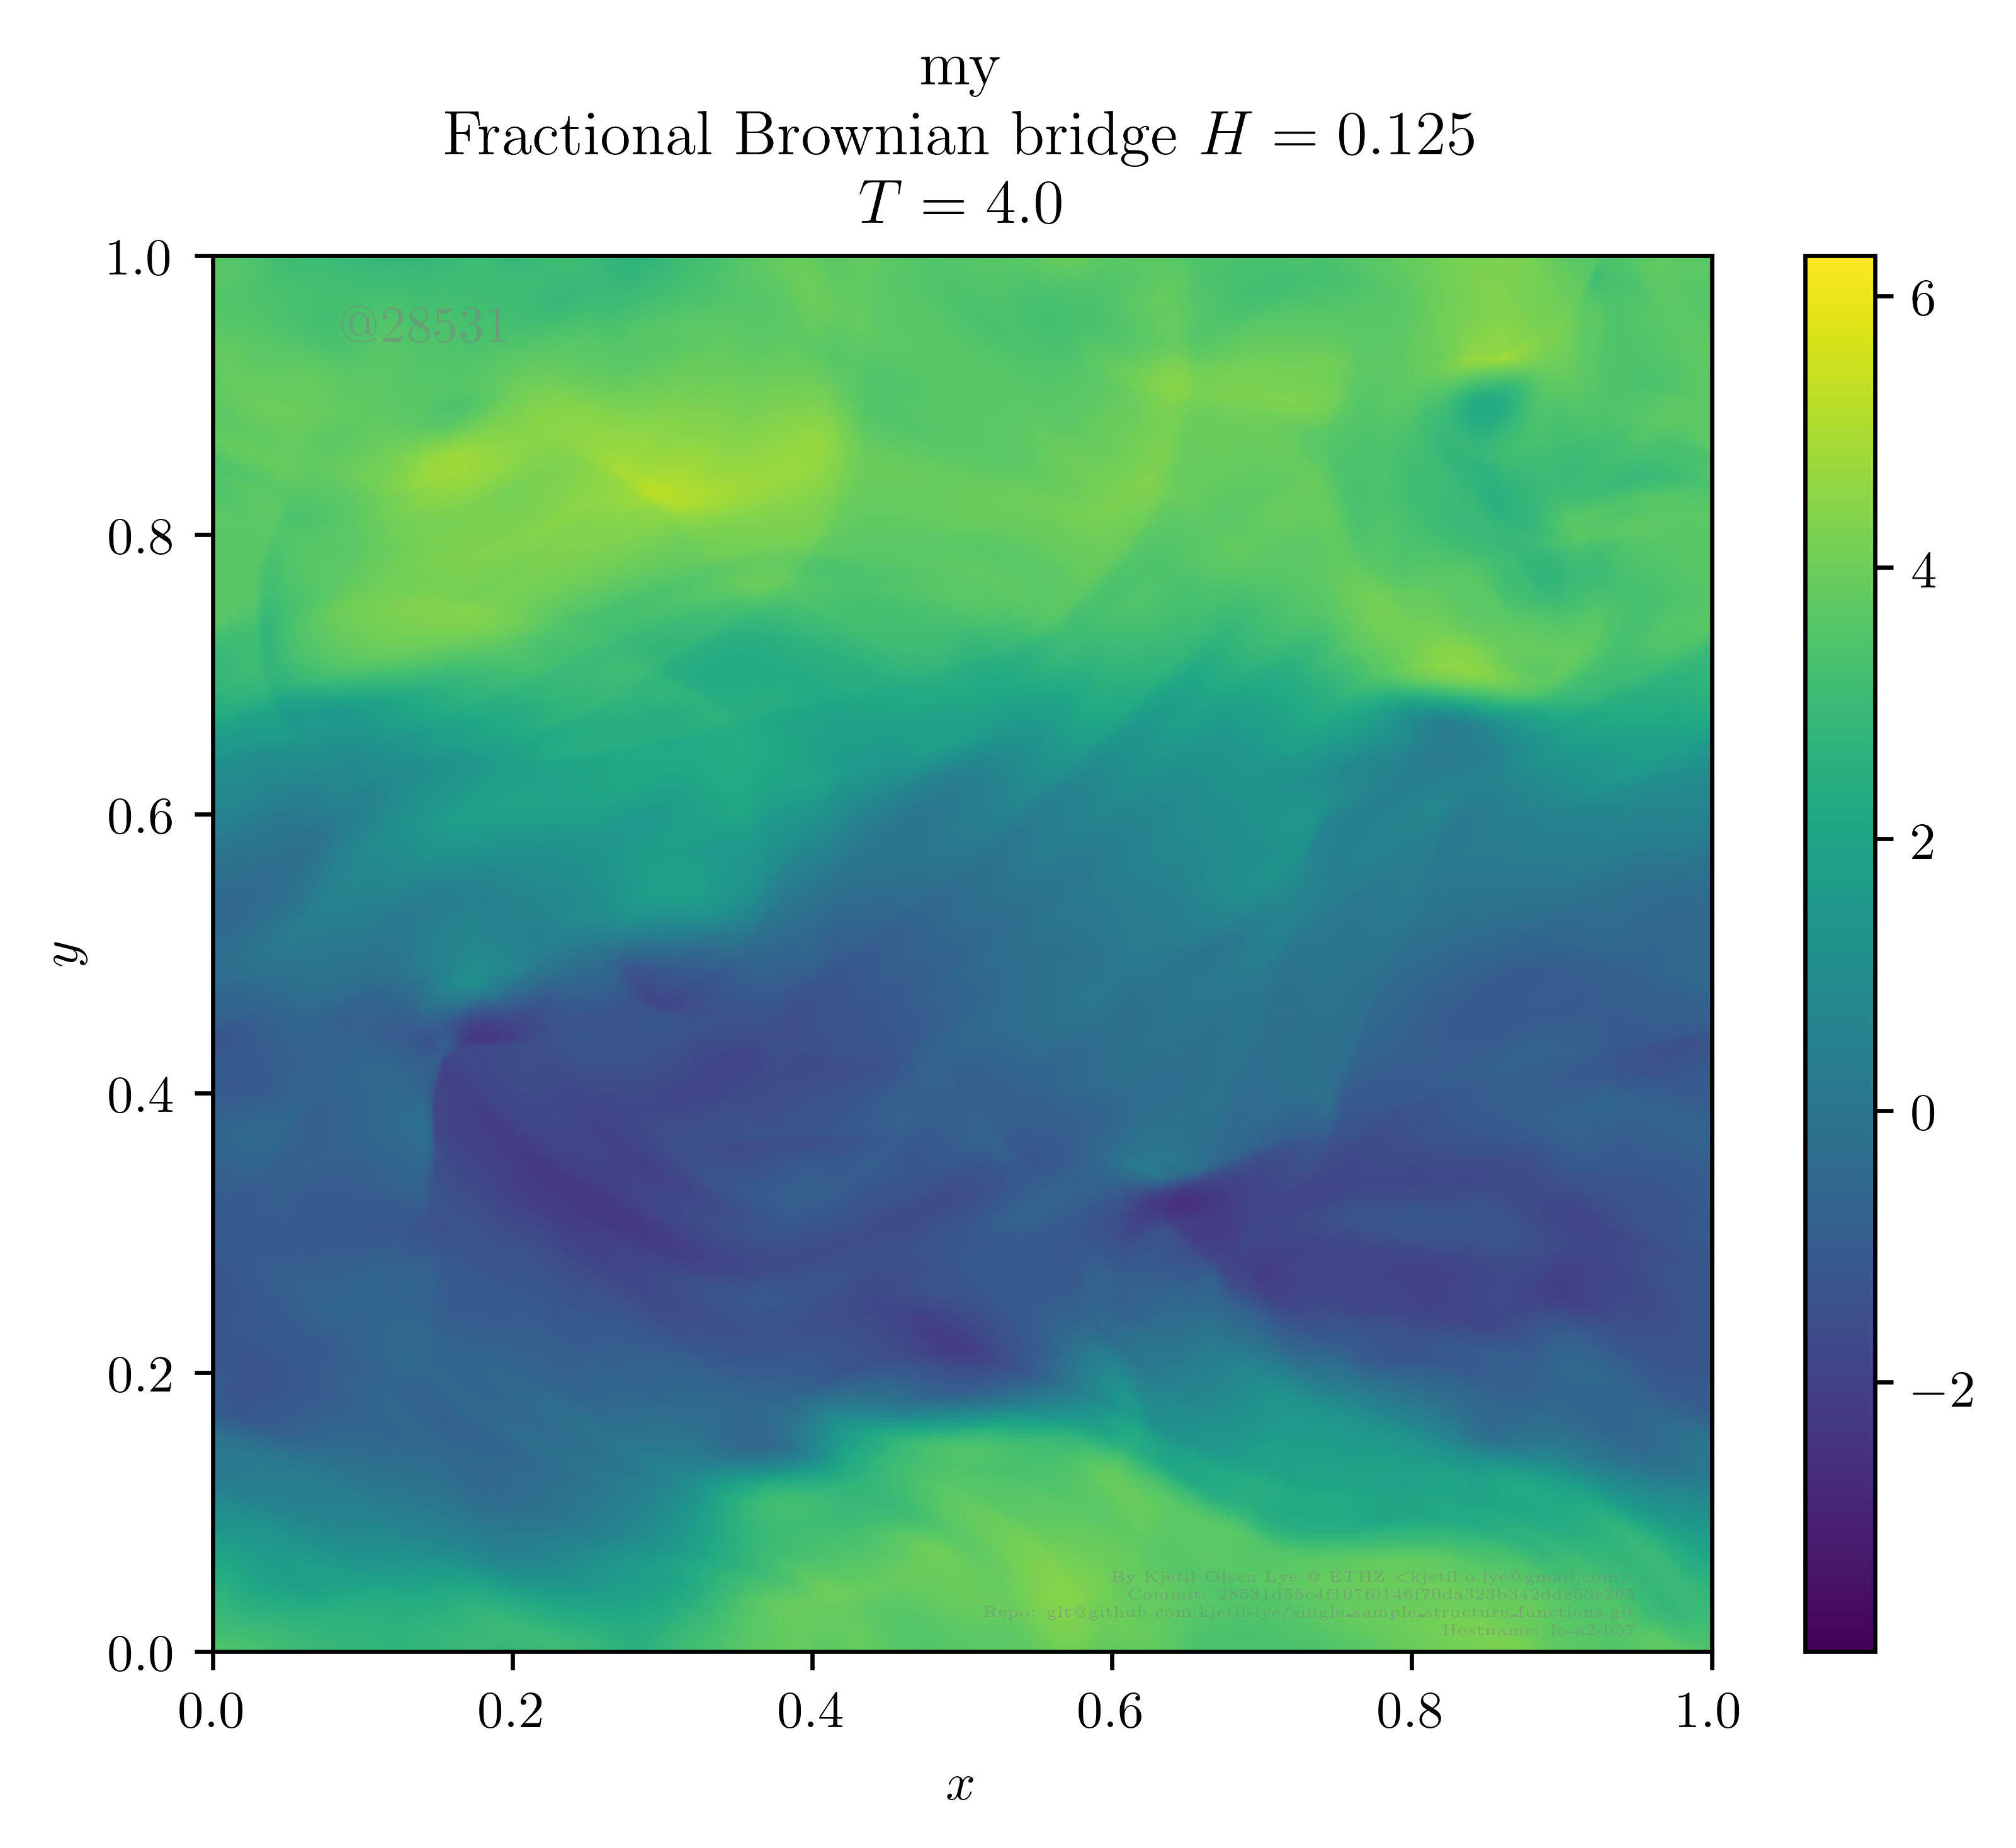 my
Fractional Brownian bridge H = 0.125
T = 4.0
1.0
0.8
0.6
0.4
0.2
0.0
y
0.0 0.2 0.4 0.6 0.8 1.0
x
6
4
2
0
−2
@28531
By Kjetil Olsen Lye @ ETHZ <kjetil.o.lye@gmail.com>
Commit: 28531d56e4f107f0146f70da323b342dde53e295
Repo: git@github.com:kjetil-lye/single_sample_structure_functions.git
Hostname: lo-a2-057